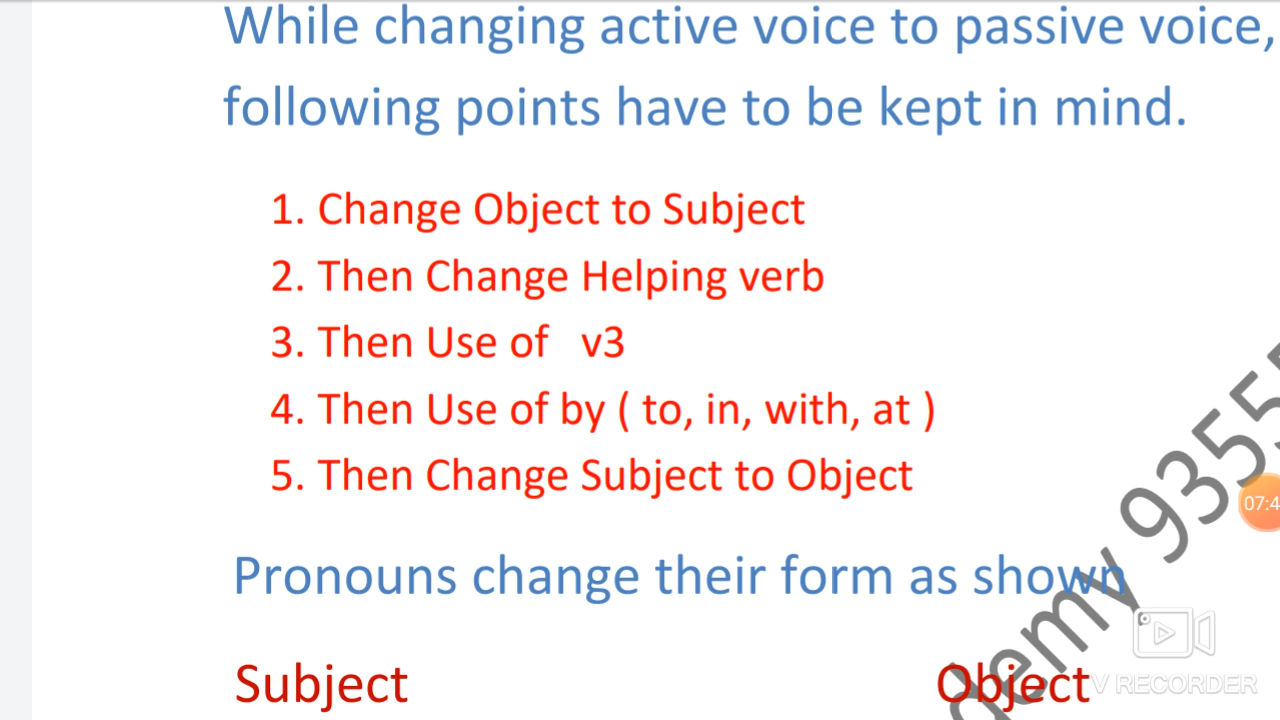 While changing active voice to passive voice,
following points have to be kept in mind.
1. Change Object to Subject
2. Then Change Helping verb
3. Then Use of v3
4. Then Use of by ( to, in, with, at )
5. Then Change Subject to Object
Pronouns change their form as shown
Subject Object
V RECORDER